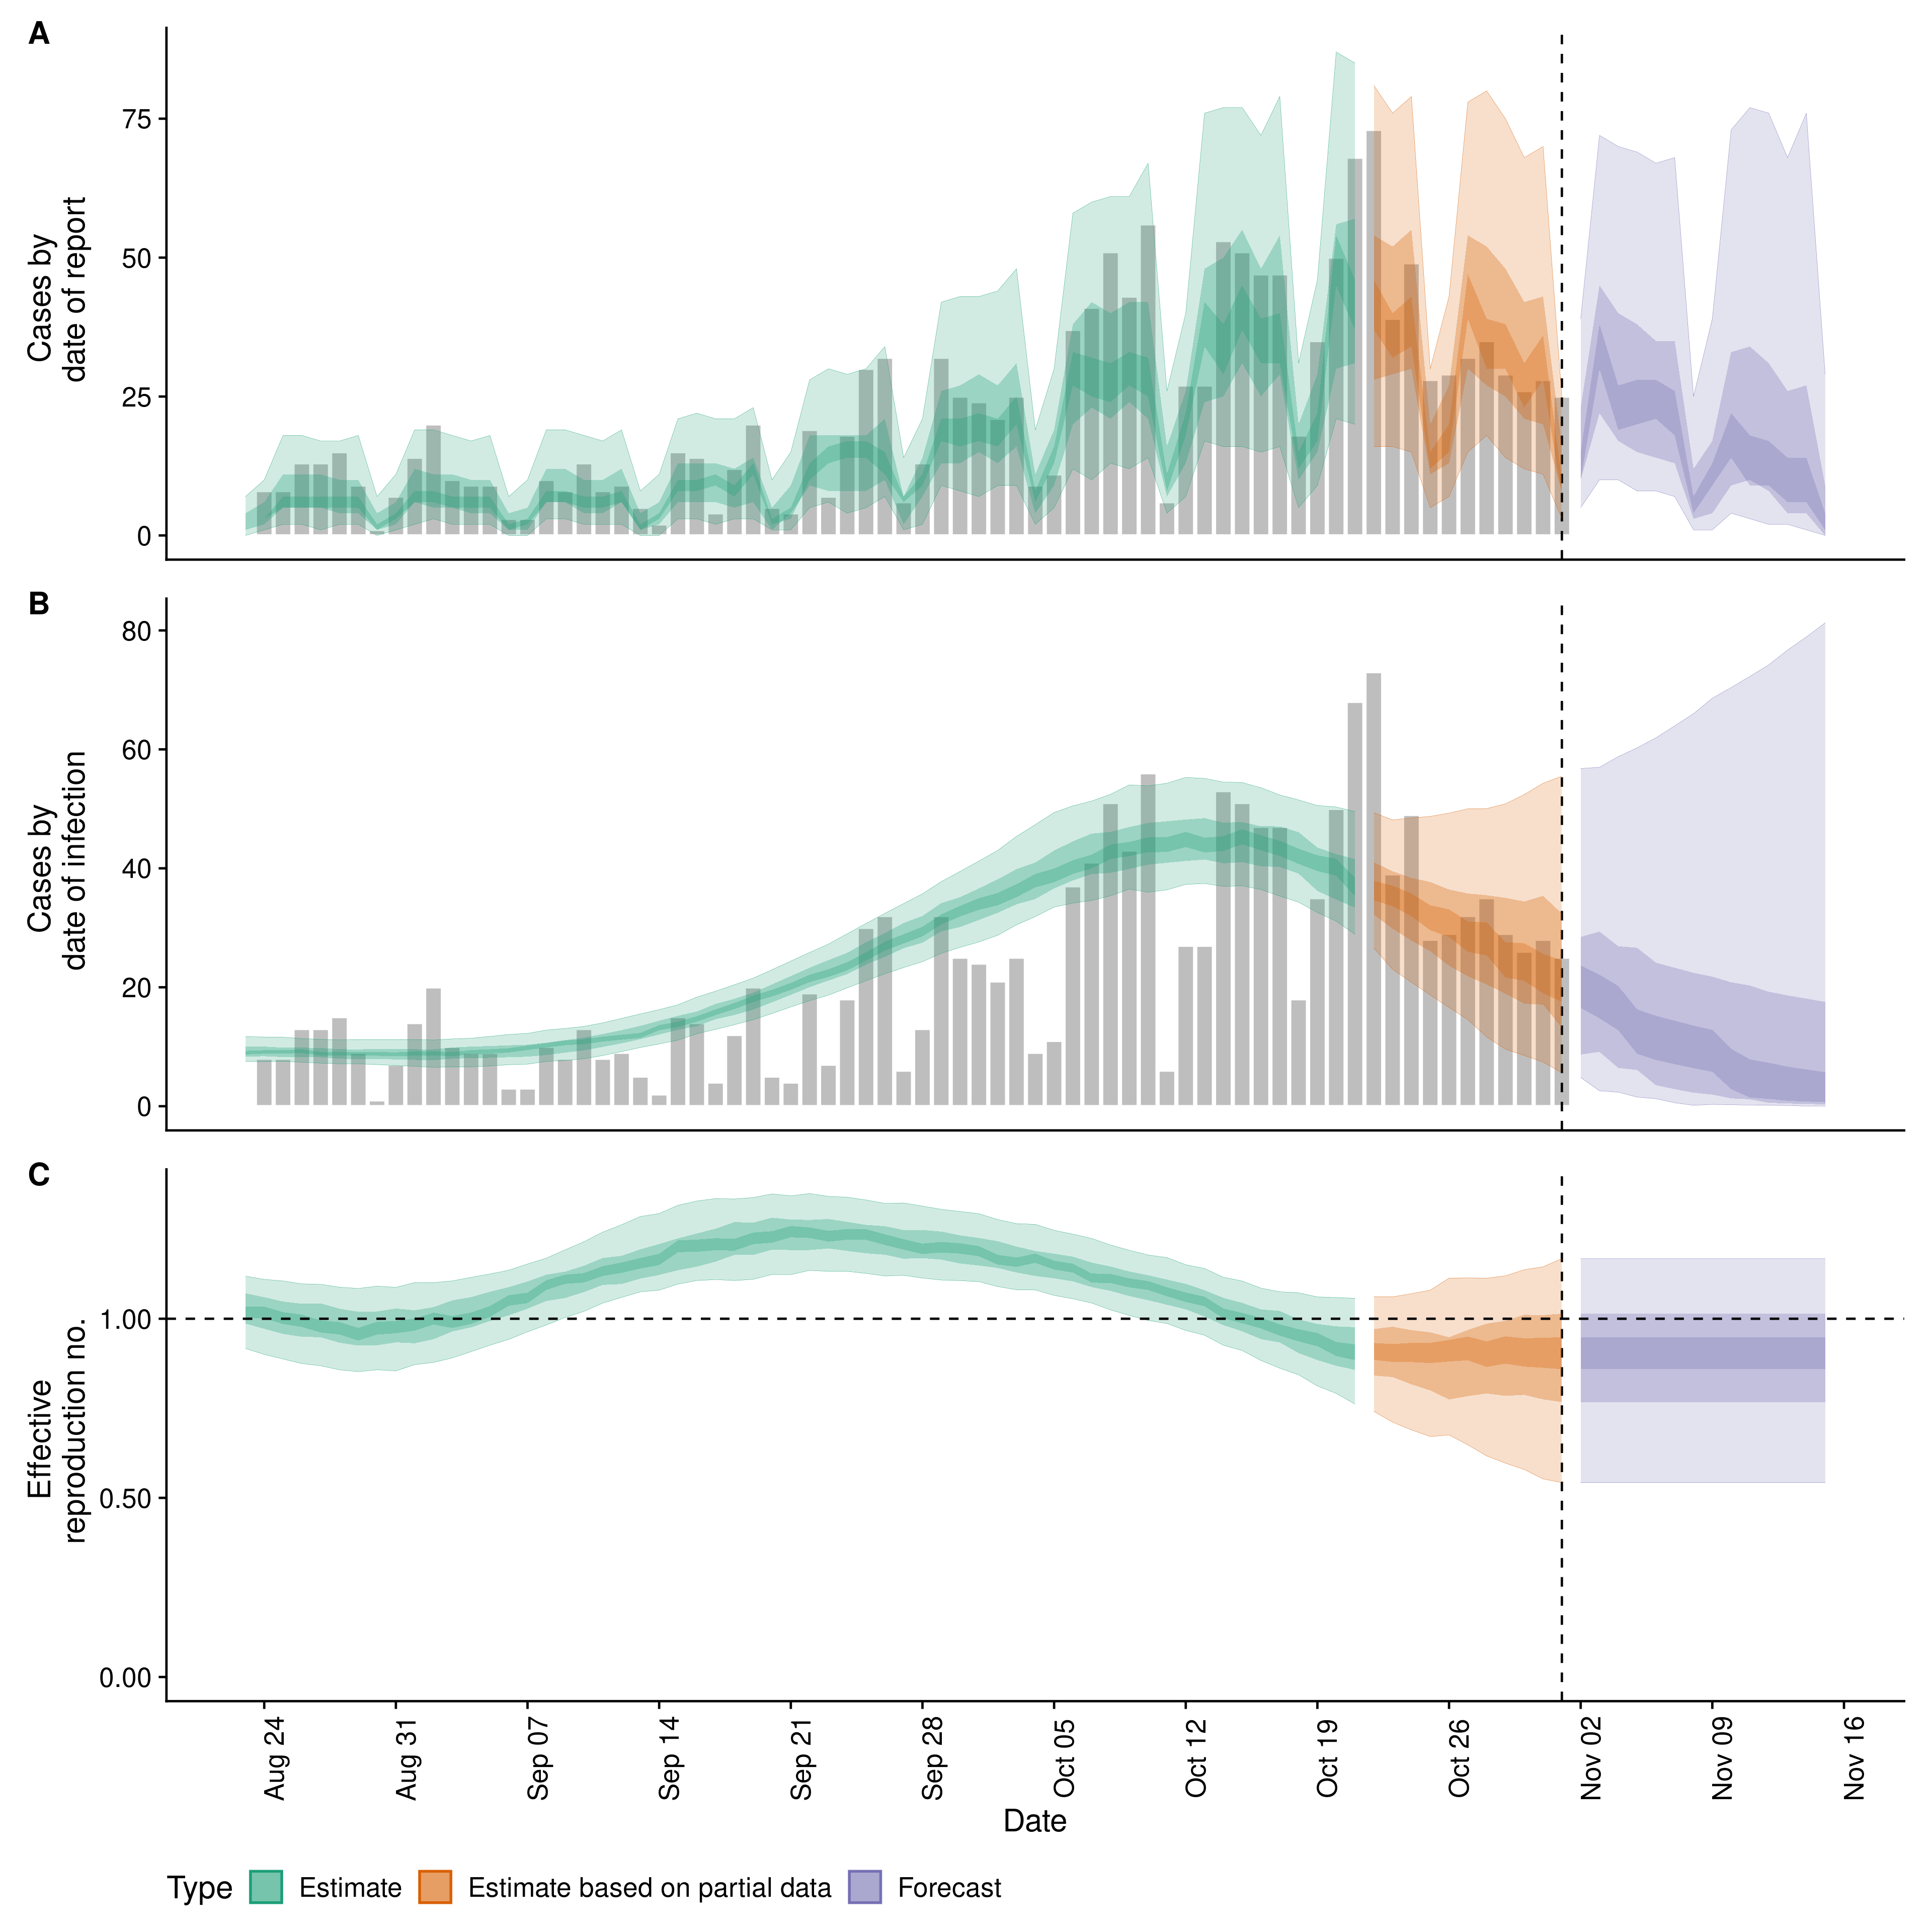 A
75
50
25
0
Cases by
date of report
B
80
60
40
20
0
Cases by
date of infection
C
1.00
0.50
0.00
Effective
reproduction no.
Aug 24
Aug 31
Sep 07
Sep 14
Sep 21
Sep 28
Oct 05
Oct 12
Oct 19
Oct 26
Nov 02
Nov 09
Nov 16
Date
Type Estimate Estimate based on partial data Forecast